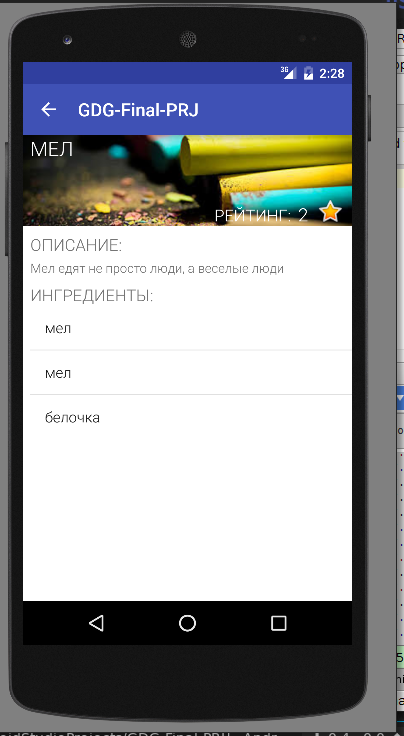 3G 2:28
GDG-Final-PRJ
МЕЛ
РЕЙТИНГ: 2
ОПИСАНИЕ:
Мел едят не просто люди, а веселые люди
ИНГРЕДИЕНТЫ:
мел
мел
белочка